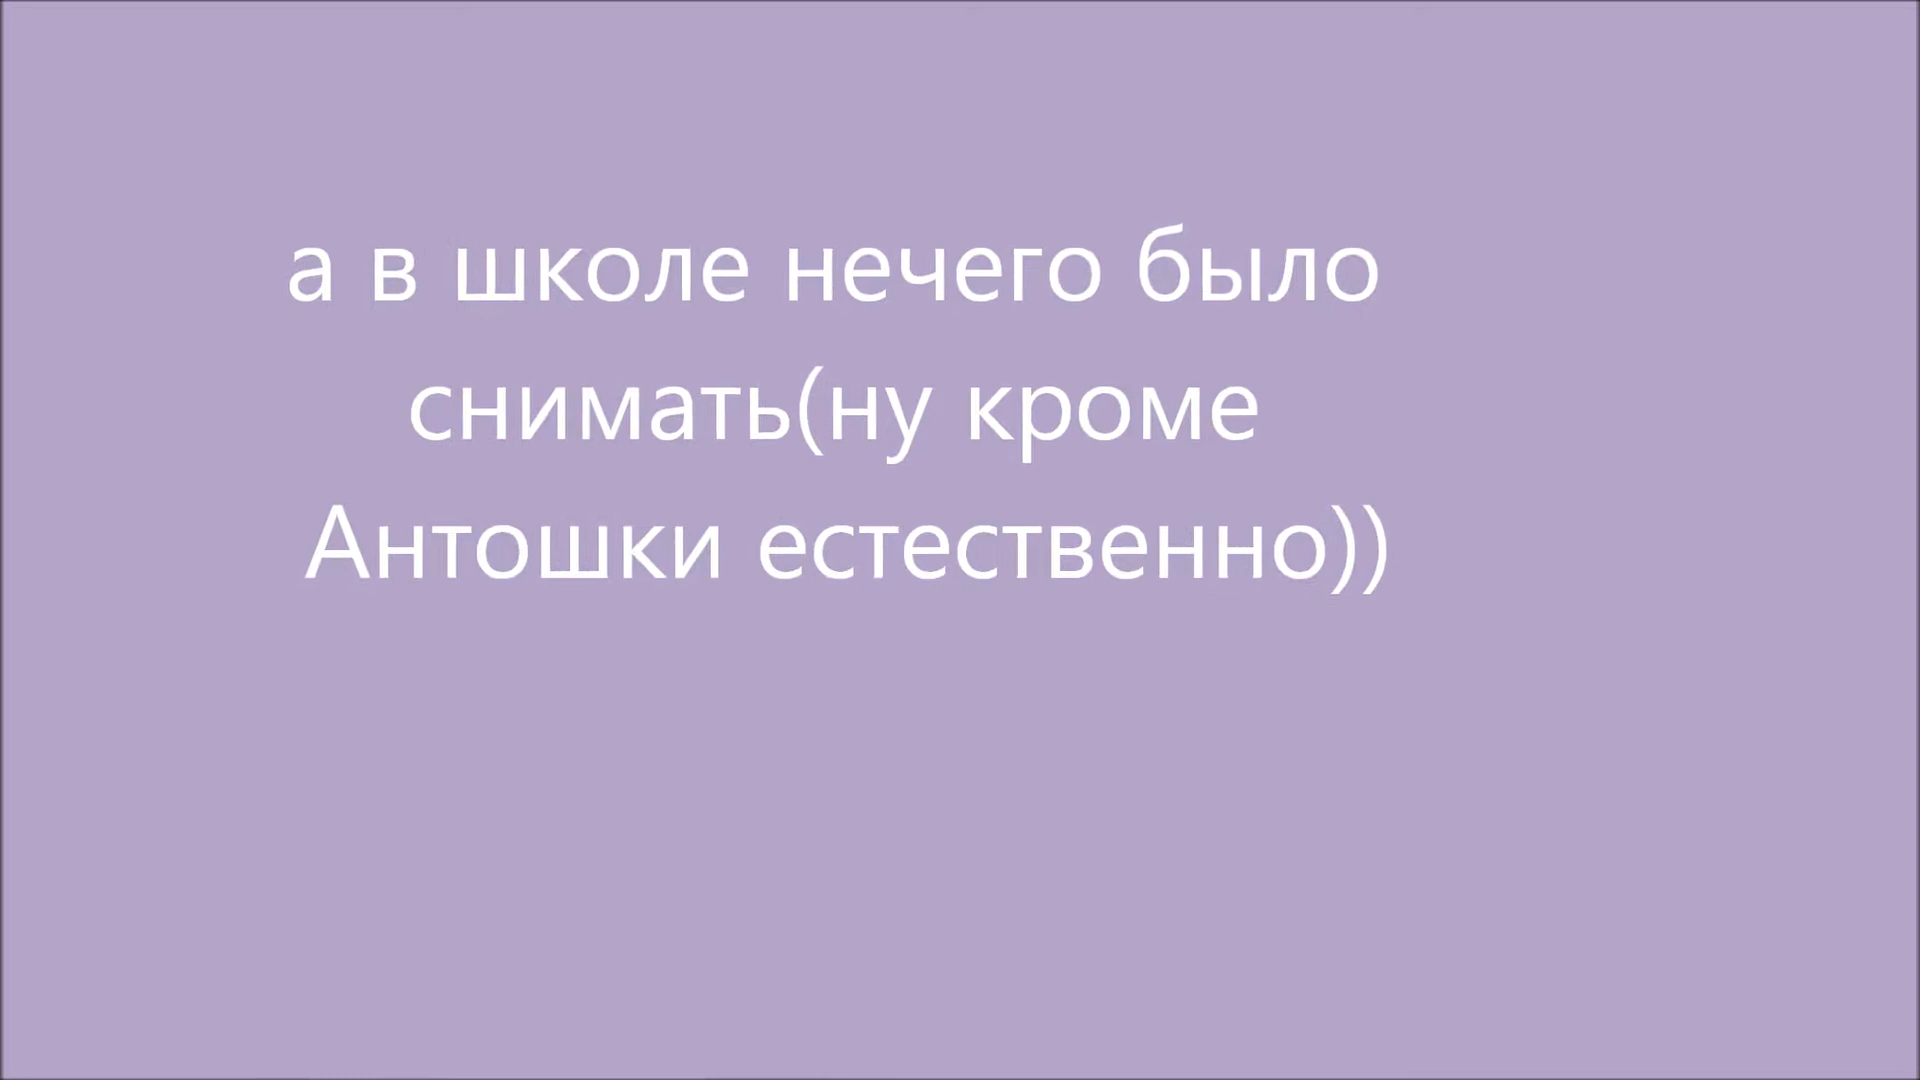 а в школе нечего было
снимать(ну кроме
Антошки естественно))